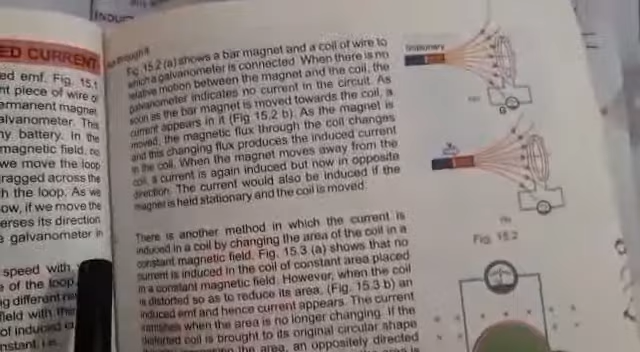 INDUC
ED CURRENT
ed emf. Fig. 15.1
nt piece of wire o
ermanent magnet
alvanometer. This
ny battery. In the
magnetic field, no
we move the loop
ragged across the
h the loop. As we
ow, if we move the
erses its direction
e galvanometer in
speed with
e of the loop
ng different re
field with the
of induced
nstant, i.e.
Fig. 15.2 (a) shows a bar magnet and a coil of wire to
which a galvanometer is connected. When there is no
relative motion between the magnet and the coil, the
galvanometer indicates no current in the circuit. As
soon as the bar magnet is moved towards the coil, a
current appears in it (Fig. 15.2 b). As the magnet is
moved, the magnetic flux through the coil changes
and this changing flux produces the induced current
in the coil. When the magnet moves away from the
coil, a current is again induced but now in opposite
direction. The current would also be induced if the
magnet is held stationary and the coil is moved.
There is another method in which the current is
induced in a coil by changing the area of the coil in a
constant magnetic field. Fig. 15.3 (a) shows that no
current is induced in the coil of constant area placed
in a constant magnetic field. However, when the coil
is distorted so as to reduce its area, (Fig. 15.3 b) an
induced emf and hence current appears. The current
vanishes when the area is no longer changing. If the
distorted coil is brought to its original circular shape
the area, an oppositely directed
Stationary
G
Fig. 15.2